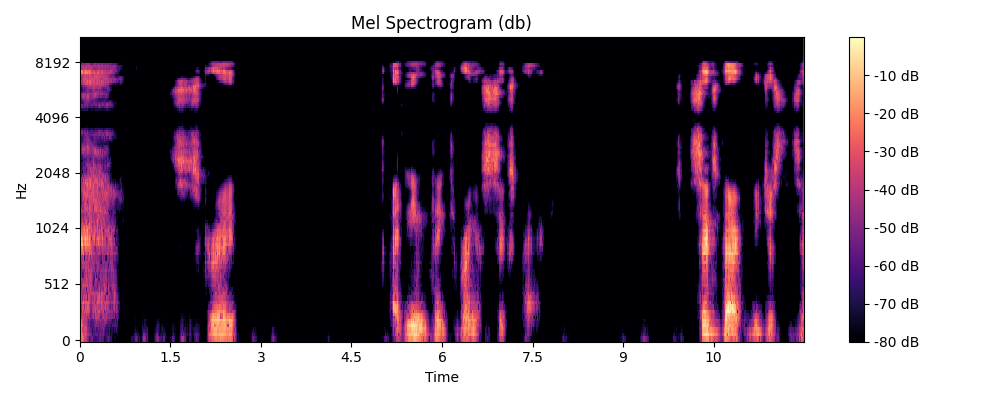 Mel Spectrogram (db)
Hz
8192
4096
2048
1024
512
0
0 1.5 3 4.5 6 7.5 9 10
Time
-10 dB
-20 dB
-30 dB
-40 dB
-50 dB
-60 dB
-70 dB
-80 dB